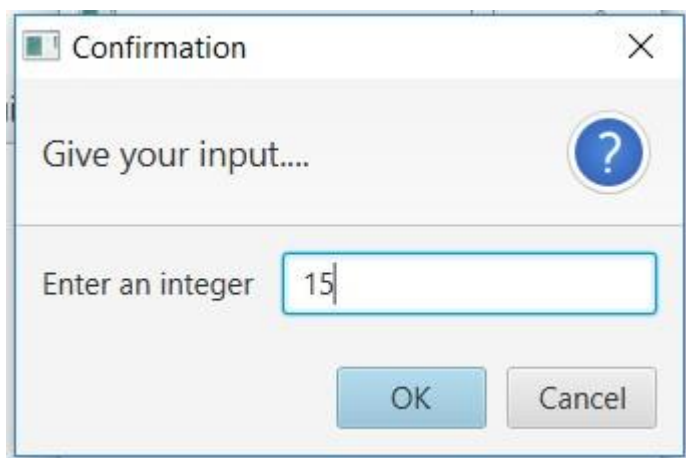 Confirmation
Give your input....
?
Enter an integer 15
OK Cancel